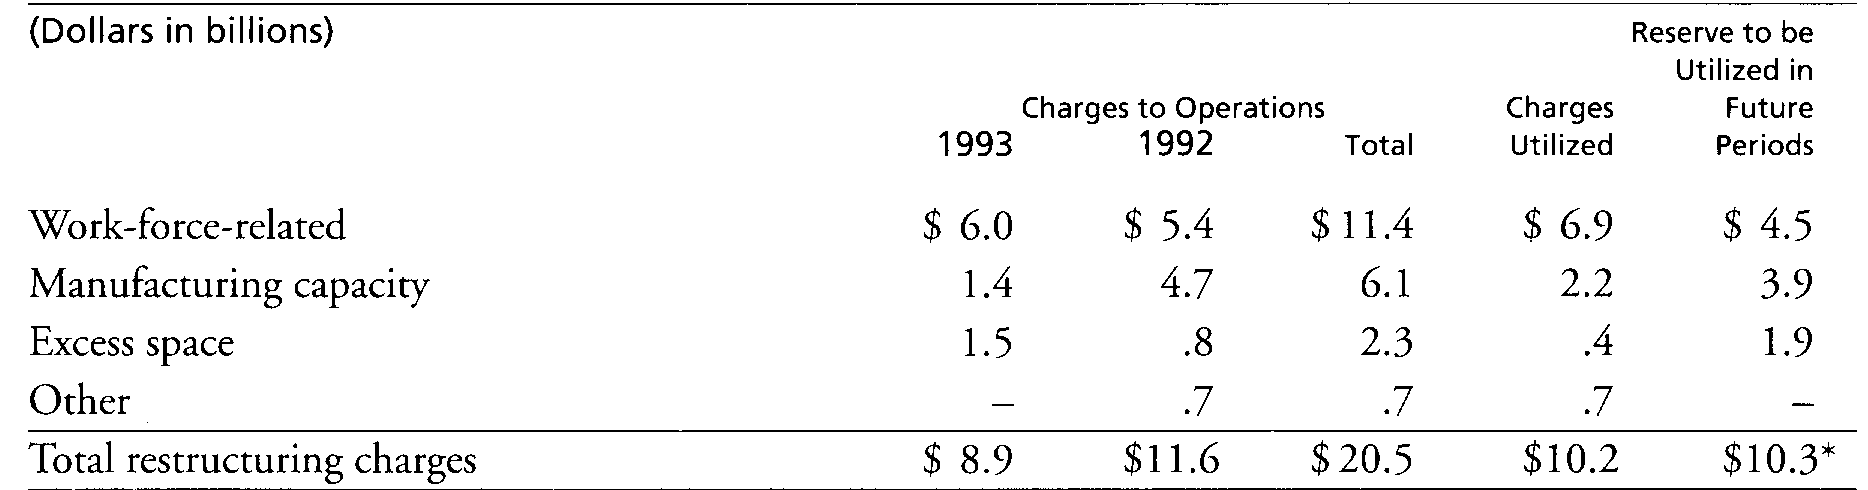 (Dollars in billions) Reserve to be
Utilized in
Charges to Operations Charges Future
1993 1992 Total Utilized Periods
Work-force-related $ 6.0 $ 5.4 $ 11.4 $ 6.9 $ 4.5
Manufacturing capacity 1.4 4.7 6.1 2.2 3.9
Excess space 1.5 .8 2.3 .4 1.9
Other – .7 .7 .7 –
Total restructuring charges $ 8.9 $11.6 $20.5 $10.2 $10.3*